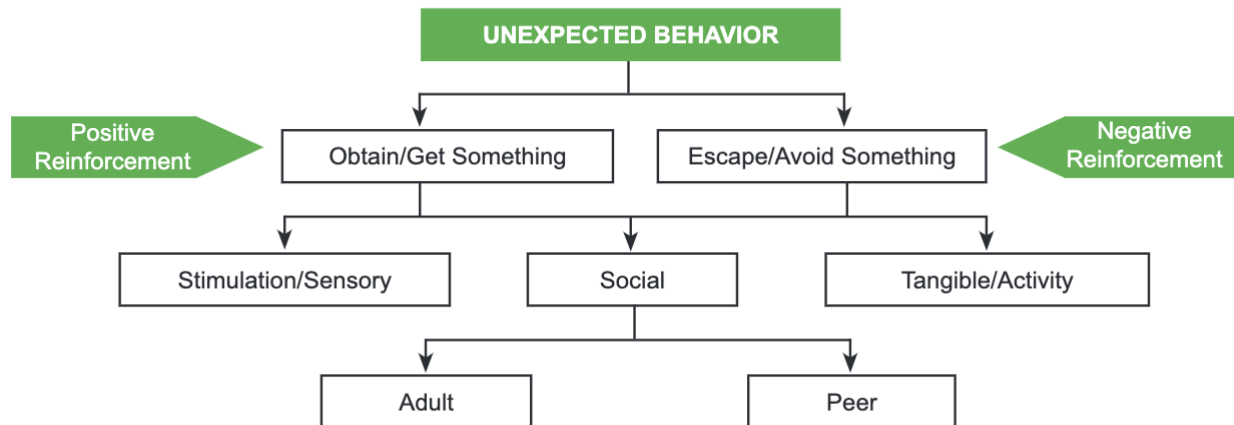 UNEXPECTED BEHAVIOR
Positive
Reinforcement
Obtain/Get Something
Escape/Avoid Something
Negative
Reinforcement
Stimulation/Sensory
Social
Tangible/Activity
Adult
Peer